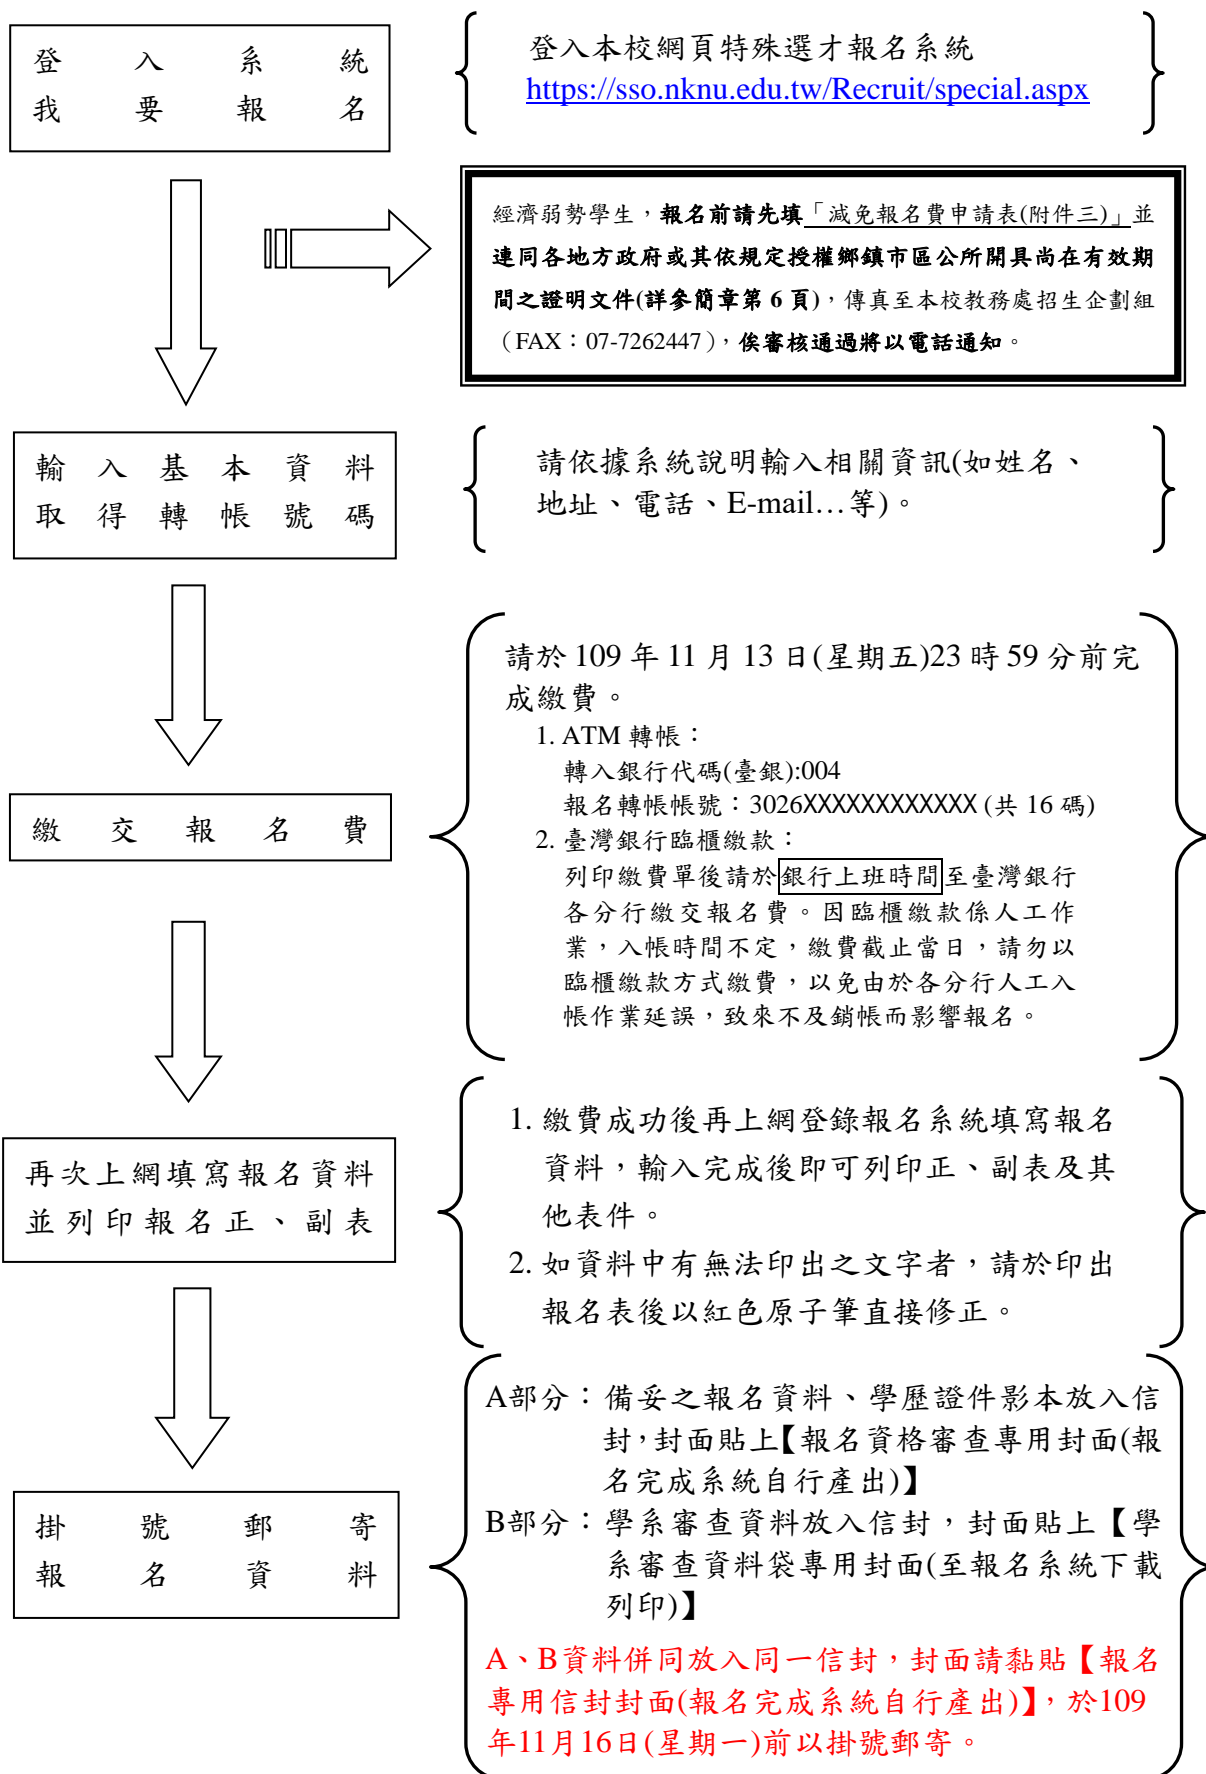 登入系統
我要報名
登入本校網頁特殊選才報名系統
https://sso.nknu.edu.tw/Recruit/special.aspx
經濟弱勢學生，報名前請先填「減免報名費申請表(附件三)」並
連同各地方政府或其依規定授權鄉鎮市區公所開具尚在有效期
間之證明文件(詳參簡章第 6 頁)，傳真至本校教務處招生企劃組
（FAX：07-7262447），俟審核通過將以電話通知。
輸入基本資料
取得轉帳號碼
請依據系統說明輸入相關資訊(如姓名、
地址、電話、E-mail…等)。
請於 109 年 11 月 13 日(星期五)23 時 59 分前完
成繳費。
1. ATM 轉帳：
轉入銀行代碼(臺銀):004
報名轉帳帳號：3026XXXXXXXXXXXX (共 16 碼)
2. 臺灣銀行臨櫃繳款：
列印繳費單後請於銀行上班時間至臺灣銀行
各分行繳交報名費。因臨櫃繳款係人工作
業，入帳時間不定，繳費截止當日，請勿以
臨櫃繳款方式繳費，以免由於各分行人工入
帳作業延誤，致來不及銷帳而影響報名。
繳交報名費
再次上網填寫報名資料
並列印報名正、副表
1. 繳費成功後再上網登錄報名系統填寫報名
資料，輸入完成後即可列印正、副表及其
他表件。
2. 如資料中有無法印出之文字者，請於印出
報名表後以紅色原子筆直接修正。
掛號郵寄
報名資料
A部分：備妥之報名資料、學歷證件影本放入信
封，封面貼上【報名資格審查專用封面(報
名完成系統自行產出)】
B部分：學系審查資料放入信封，封面貼上【學
系審查資料袋專用封面(至報名系統下載
列印)】
A、B資料併同放入同一信封，封面請黏貼【報名
專用信封封面(報名完成系統自行產出)】，於109
年11月16日(星期一)前以掛號郵寄。